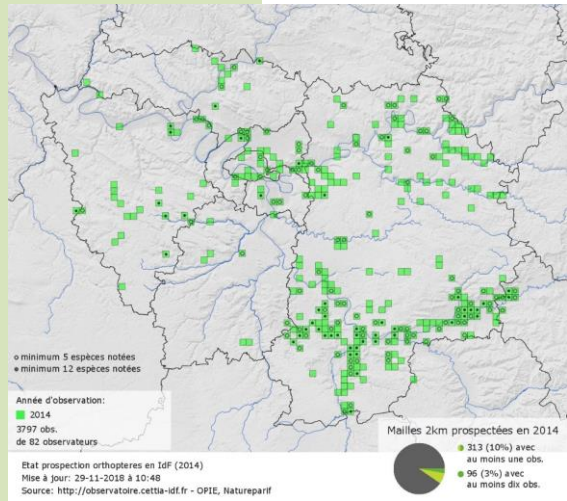 ○ minimum 5 espèces notées
● minimum 12 espèces notées
Année d'observation:
2014
3797 obs.
de 82 observateurs
Mailles 2km prospectées en 2014
313 (10%) avec
au moins une obs.
96 (3%) avec
au moins dix obs.
Etat prospection orthopteres en IdF (2014)
Mise à jour: 29-11-2018 à 10:48
Source: http://observatoire.cettia-idf.fr - OPIE, Natureparif